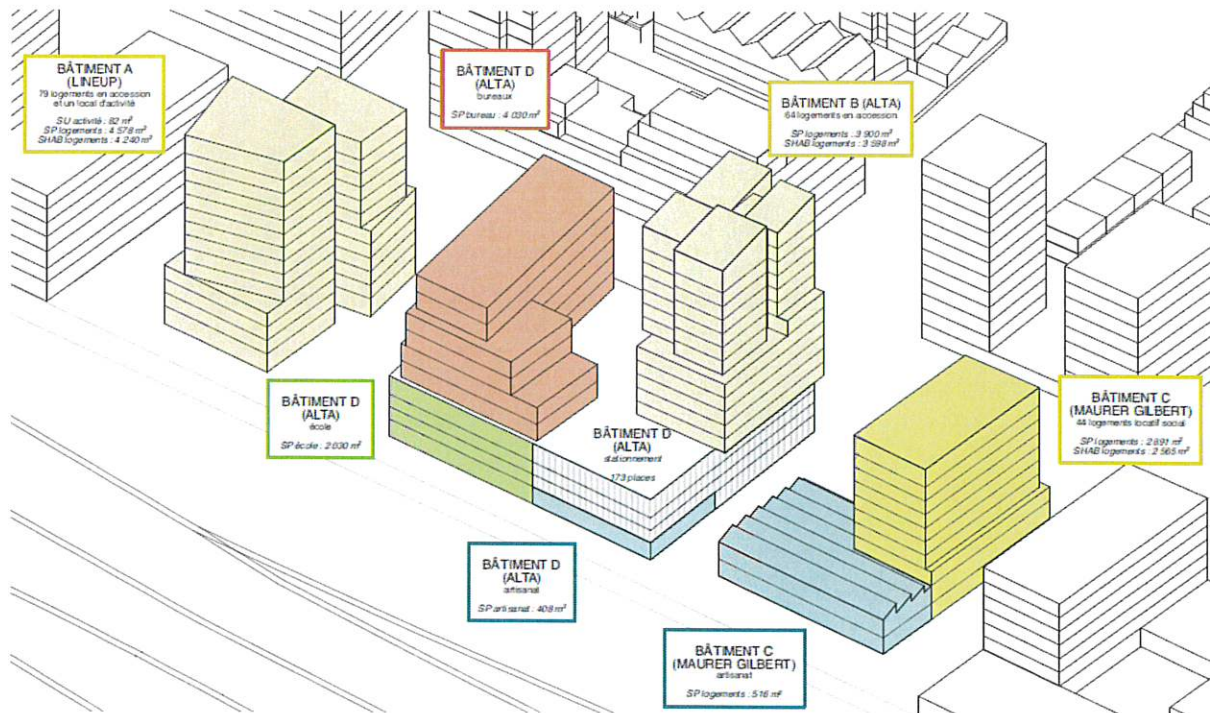 BÂTIMENT A
(LINEUP)
79 logements en accession
et un local d'activité
SU activité : 82 m²
SP logements : 4 578 m²
SHAB logements : 4 240 m²
BÂTIMENT D
(ALTA)
bureaux
SP bureau : 4 030 m²
BÂTIMENT B (ALTA)
64 logements en accession
SP logements : 3 900 m²
SHAB logements : 3 598 m²
BÂTIMENT D
(ALTA)
école
SP école : 2 030 m²
BÂTIMENT D
(ALTA)
stationnement
173 places
BÂTIMENT C
(MAURER GILBERT)
44 logements locatif social
SP logements : 2 891 m²
SHAB logements : 2 565 m²
BÂTIMENT D
(ALTA)
artisanat
SP artisanat : 408 m²
BÂTIMENT C
(MAURER GILBERT)
artisanat
SP logements : 516 m²